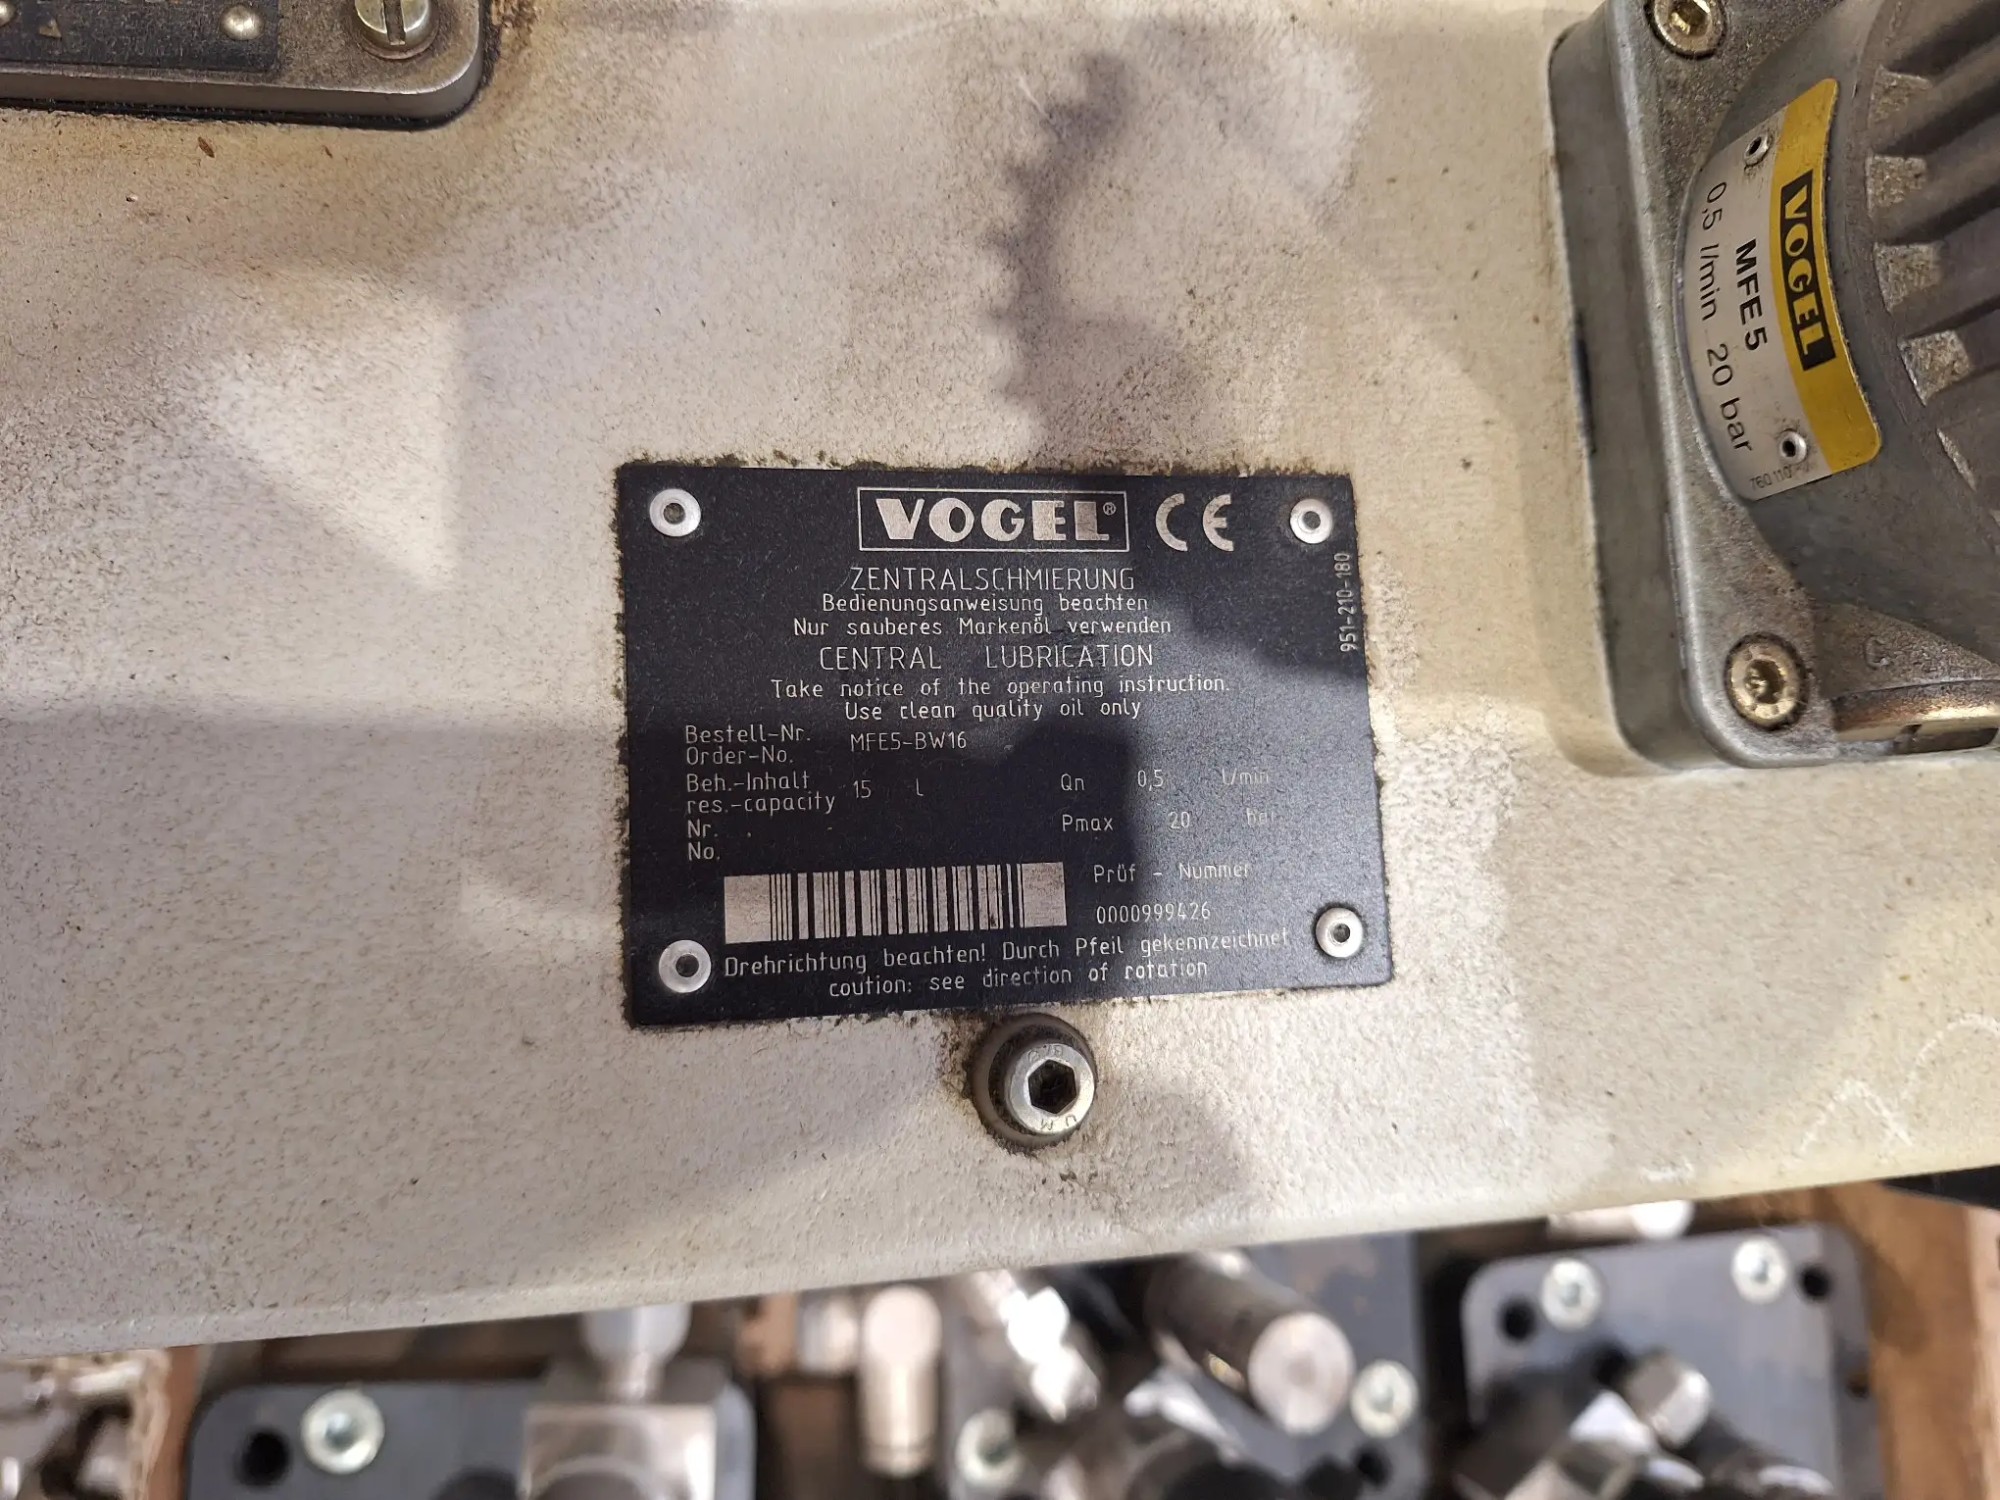 VOGEL® CE
ZENTRALSCHMIERUNG
Bedienungsanweisung beachten
Nur sauberes Markenöl verwenden
CENTRAL LUBRICATION
Take notice of the operating instruction.
Use clean quality oil only
951-210-180
Bestell-Nr.
Order-No. MFE5-BW16
Beh.-Inhalt
res.-capacity 15 L
Qn 0,5 l/min
Nr.
No.
Pmax 20 bar
Prüf - Nummer
0000999426
Drehrichtung beachten! Durch Pfeil gekennzeichnet
coution: see direction of rotation
VOGEL
MFE 5
0,5 l/min 20 bar